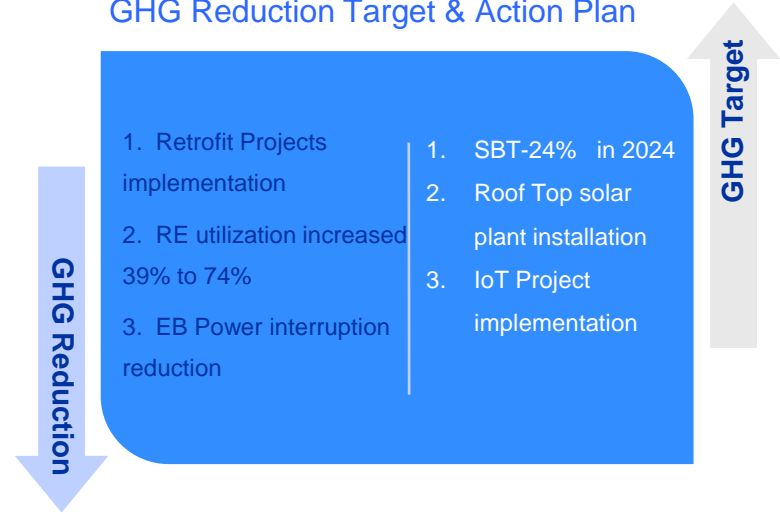 GHG Reduction Target & Action Plan
GHG Reduction
1. Retrofit Projects
implementation
2. RE utilization increased
39% to 74%
3. EB Power interruption
reduction
1. SBT-24% in 2024
2. Roof Top solar
plant installation
3. IoT Project
implementation
GHG Target